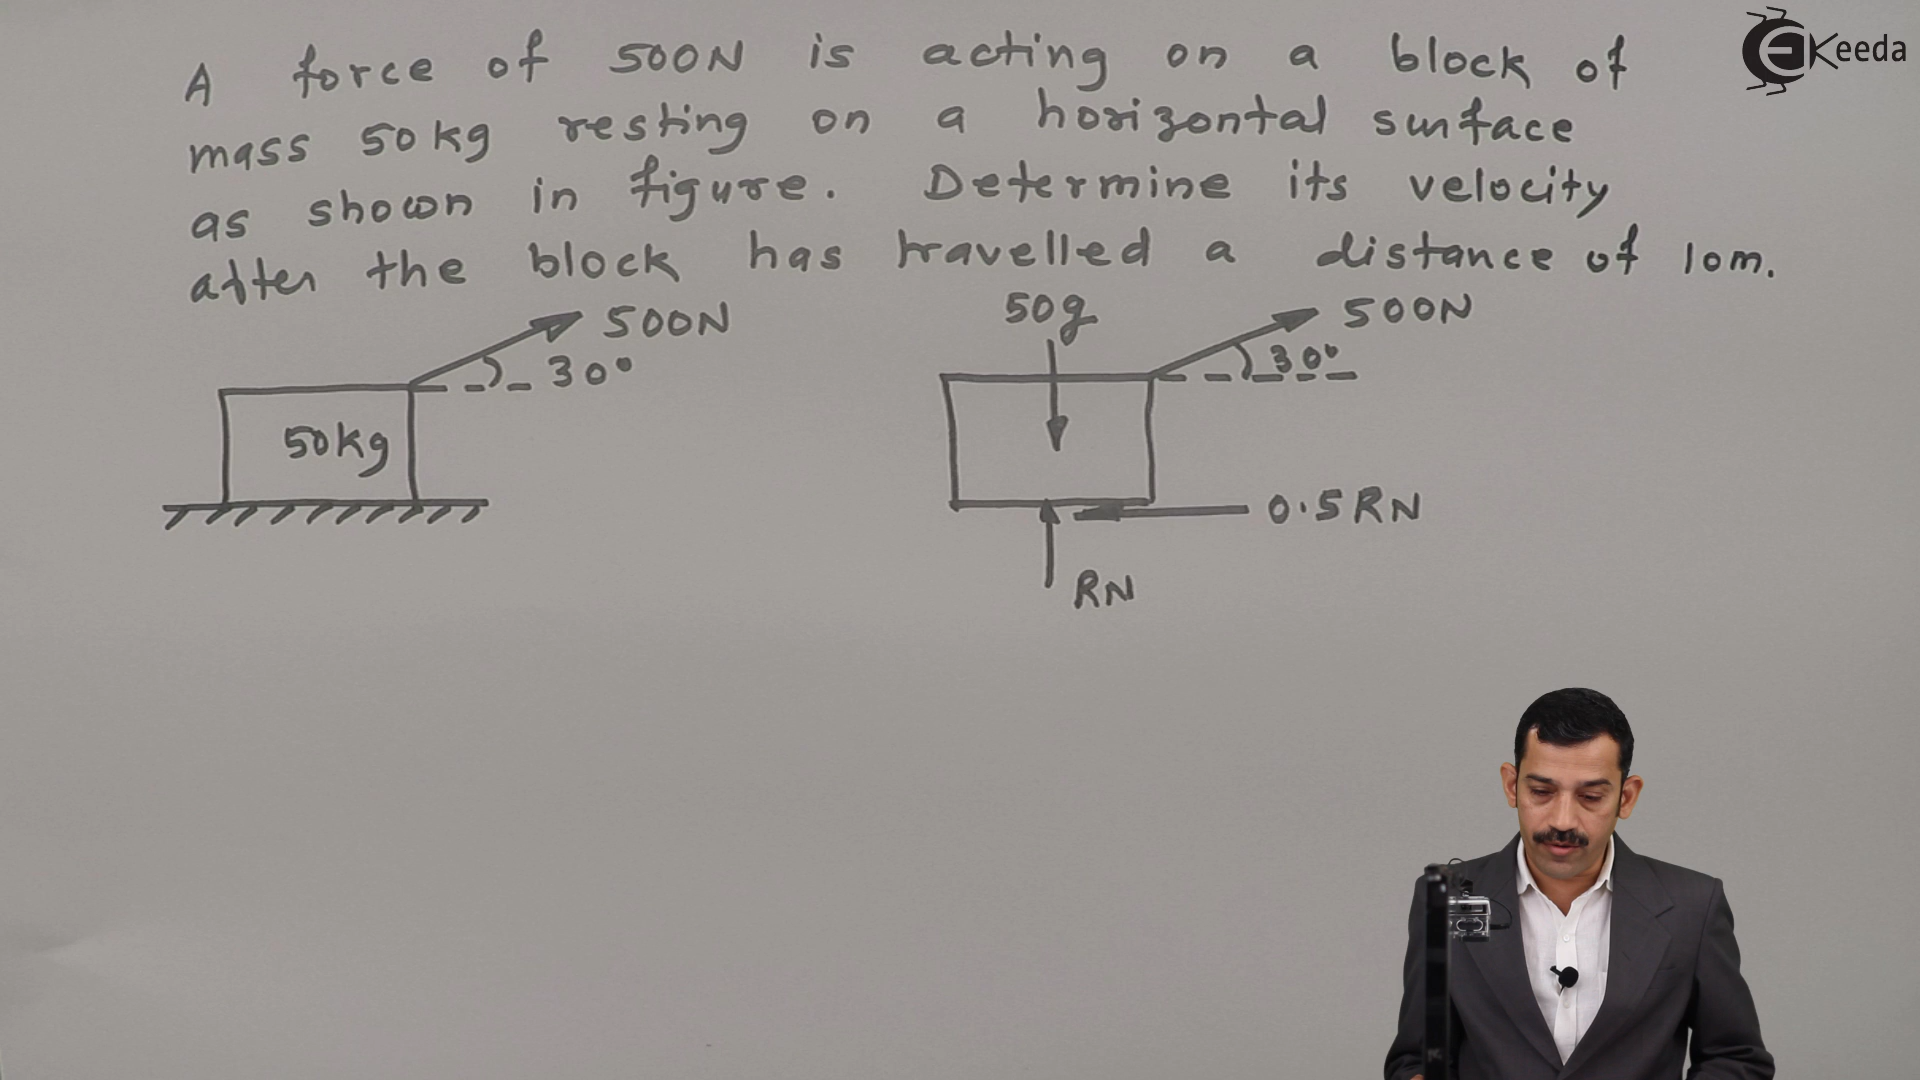 EKeeda
A force of 500N is acting on a block of
mass 50kg resting on a horizontal surface
as shown in figure. Determine its velocity
after the block has travelled a distance of 10m.
500N
30°
50kg
50g
500N
30°
0.5RN
RN